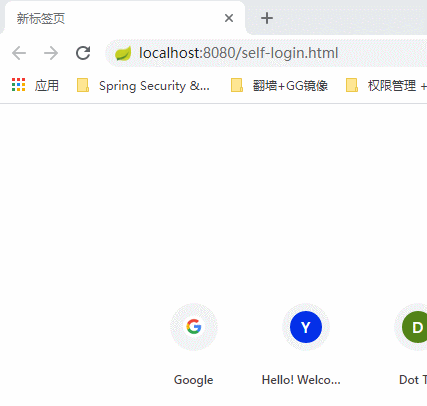 新标签页
localhost:8080/self-login.html
应用 Spring Security &... 翻墙+GG镜像 权限管理 +
Y D
Google Hello! Welco... Dot T